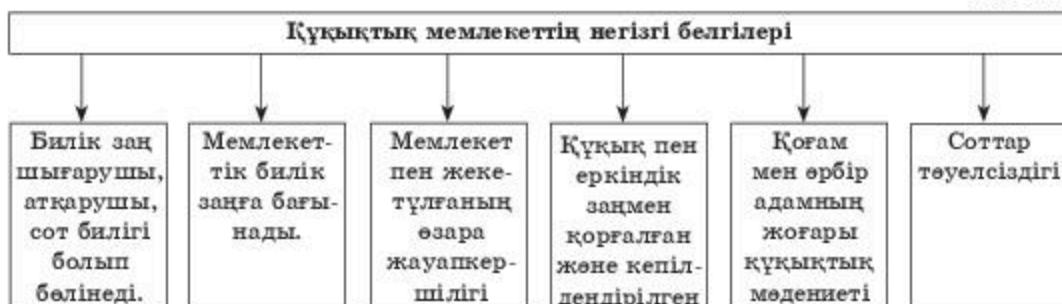 Құқықтық мемлекеттің негізгі белгілері
Билік заң
шығарушы,
атқарушы,
сот билігі
болып
бөлінеді.
Мемлекет-
тік билік
заңға бағы-
нады.
Мемлекет
пен жеке-
тұлғаның
өзара
жауапкер-
шілігі
Құқық пен
еркіндік
заңмен
қорғалған
және кепіл-
дендірілген
Қоғам
мен әрбір
адамның
жоғары
құқықтық
мәдениеті
Соттар
тәуелсіздігі